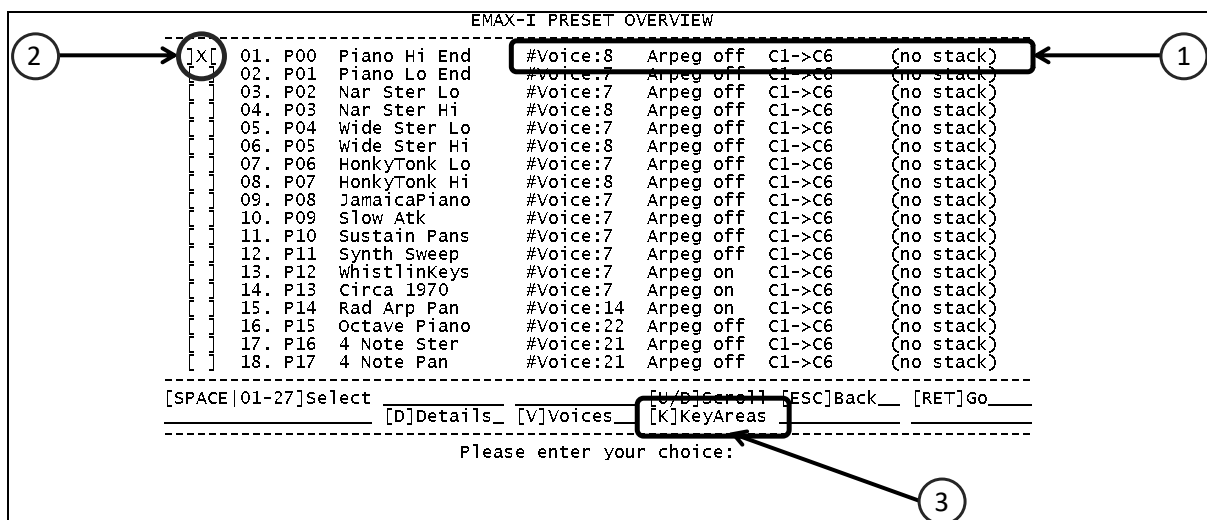 EMAX-I PRESET OVERVIEW
]X[ 01. P00 Piano Hi End #Voice:8 Arpeg off C1->C6 (no stack)
[ ] 02. P01 Piano Lo End #Voice:7 Arpeg off C1->C6 (no stack)
[ ] 03. P02 Nar Ster Lo #Voice:7 Arpeg off C1->C6 (no stack)
[ ] 04. P03 Nar Ster Hi #Voice:8 Arpeg off C1->C6 (no stack)
[ ] 05. P04 Wide Ster Lo #Voice:7 Arpeg off C1->C6 (no stack)
[ ] 06. P05 Wide Ster Hi #Voice:8 Arpeg off C1->C6 (no stack)
[ ] 07. P06 HonkyTonk Lo #Voice:7 Arpeg off C1->C6 (no stack)
[ ] 08. P07 HonkyTonk Hi #Voice:8 Arpeg off C1->C6 (no stack)
[ ] 09. P08 JamaicaPiano #Voice:7 Arpeg off C1->C6 (no stack)
[ ] 10. P09 Slow Atk #Voice:7 Arpeg off C1->C6 (no stack)
[ ] 11. P10 Sustain Pans #Voice:7 Arpeg off C1->C6 (no stack)
[ ] 12. P11 Synth Sweep #Voice:7 Arpeg off C1->C6 (no stack)
[ ] 13. P12 WhistlinKeys #Voice:7 Arpeg on C1->C6 (no stack)
[ ] 14. P13 Circa 1970 #Voice:7 Arpeg on C1->C6 (no stack)
[ ] 15. P14 Rad Arp Pan #Voice:14 Arpeg on C1->C6 (no stack)
[ ] 16. P15 Octave Piano #Voice:22 Arpeg off C1->C6 (no stack)
[ ] 17. P16 4 Note Ster #Voice:21 Arpeg off C1->C6 (no stack)
[ ] 18. P17 4 Note Pan #Voice:21 Arpeg off C1->C6 (no stack)
[SPACE|01-27]Select [U/D]Scroll [ESC]Back [RET]Go
[D]Details [V]Voices [K]KeyAreas
Please enter your choice:
1
2
3